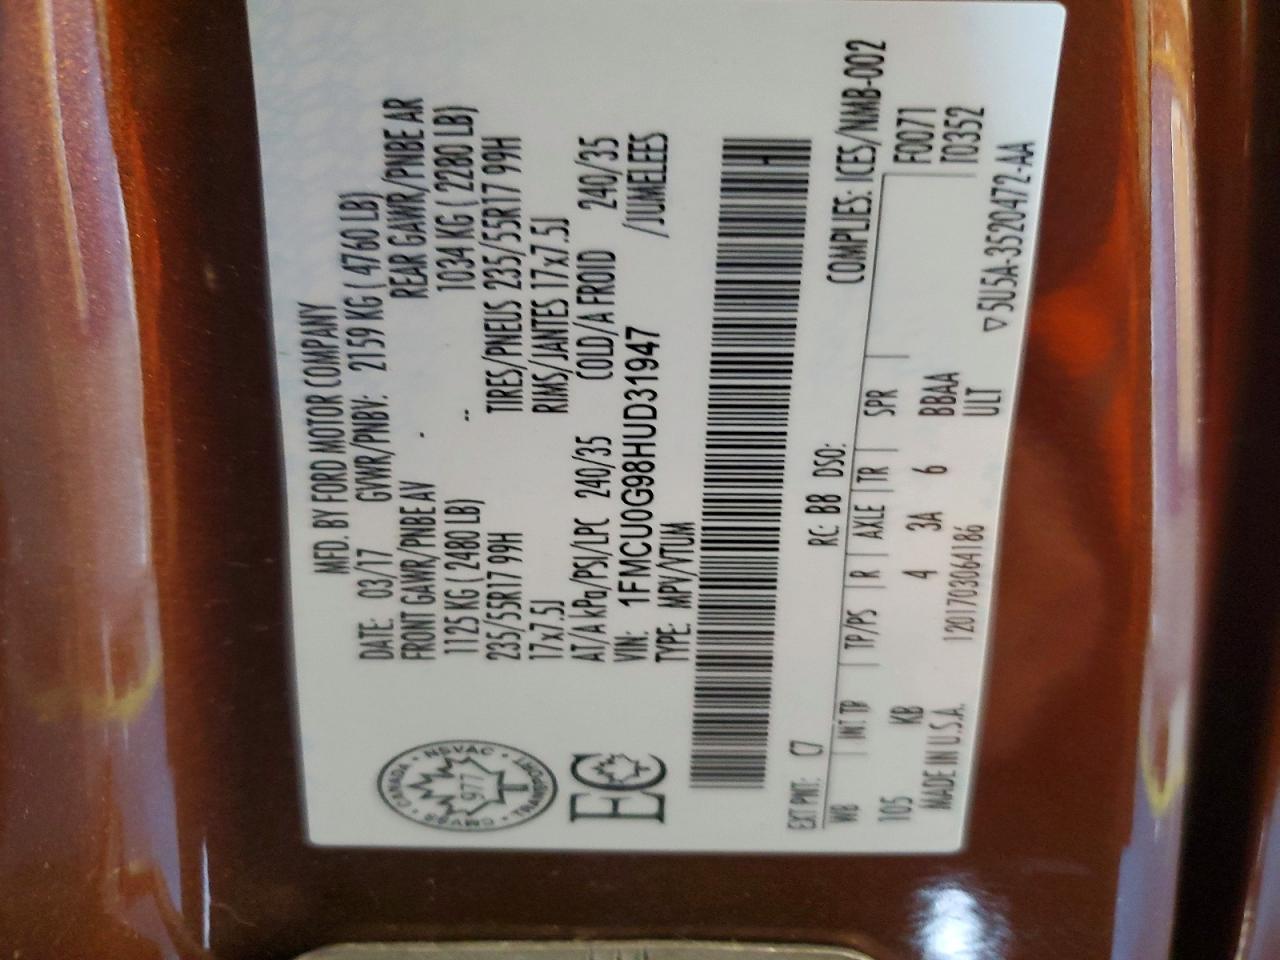 MFD. BY FORD MOTOR COMPANY
DATE: 03/17 GVWR/PNBV: 2159 KG ( 4760 LB)
FRONT GAWR/PNBE AV REAR GAWR/PNBE AR
1125 KG ( 2480 LB) 1034 KG ( 2280 LB)
235/55R17 99H -- TIRES/PNEUS 235/55R17 99H
17x7.5J RIMS/JANTES 17x7.5J
AT/A kPa/PSI/LPC 240/35 COLD/A FROID 240/35
VIN: 1FMCU0G98HUD31947 /JUMELEES
TYPE: MPV/VTUM
CANADA • NSVAC • TRANSPORT • CMVSS
977
EC
EXT PNT: C7 RC: B8 DSO: COMPLIES: ICES/NMB-002
WB INT TR TP/PS R AXLE TR SPR F0071
105 KB 4 3A 6 BBAA T0352
ULT
MADE IN U.S.A. 1201703064186 ▽5U5A-3520472-AA